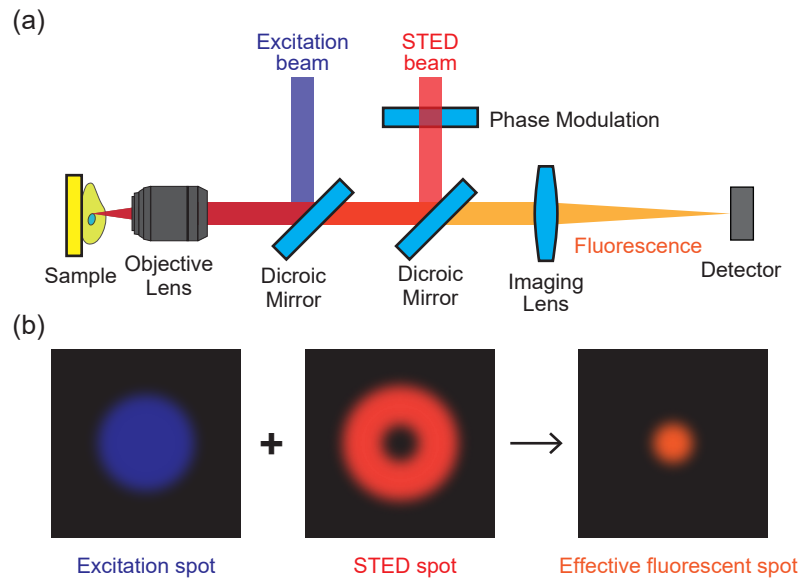 (a)
Excitation
beam
STED
beam
Phase Modulation
Sample
Objective
Lens
Dicroic
Mirror
Dicroic
Mirror
Imaging
Lens
Fluorescence
Detector
(b)
+
Excitation spot
STED spot
Effective fluorescent spot